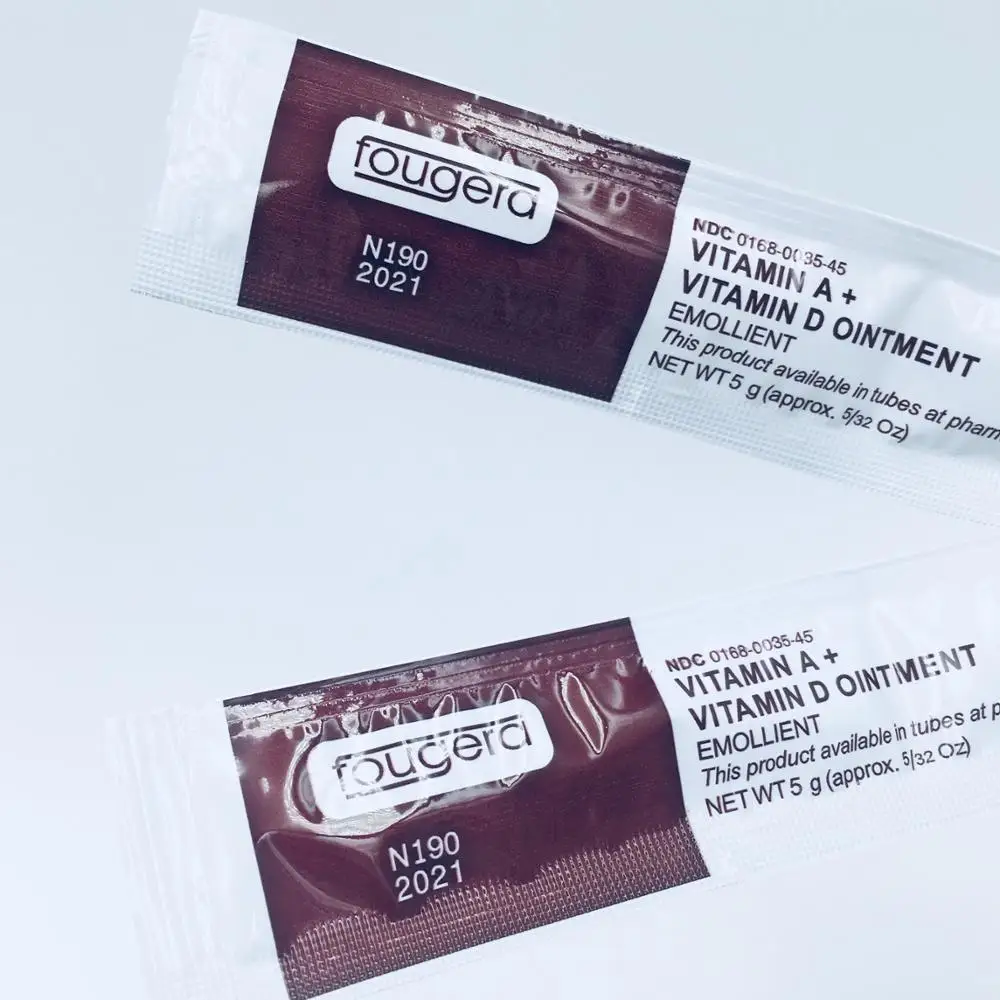 fougera
N190
2021
NDC 0168-0035-45
VITAMIN A +
VITAMIN D OINTMENT
EMOLLIENT
This product available in tubes at
NET WT 5 g (approx. 5/32 Oz)
fougera
N190
2021
NDC 0168-0035-45
VITAMIN A +
VITAMIN D OINTMENT
EMOLLIENT
This product available in tubes at
NET WT 5 g (approx. 5/32 Oz)